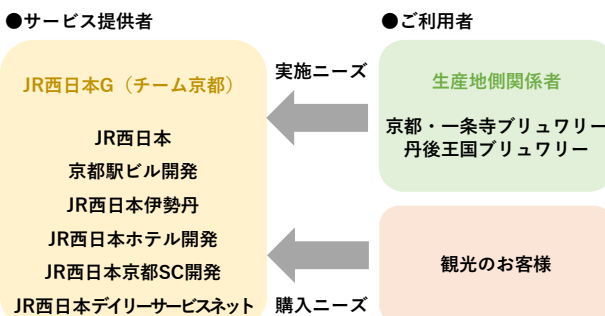 ●サービス提供者
JR西日本G（チーム京都）
JR西日本
京都駅ビル開発
JR西日本伊勢丹
JR西日本ホテル開発
JR西日本京都SC開発
JR西日本デイリーサービスネット
実施ニーズ
購入ニーズ
●ご利用者
生産地側関係者
京都・一条寺ブリュワリー
丹後王国ブリュワリー
観光のお客様